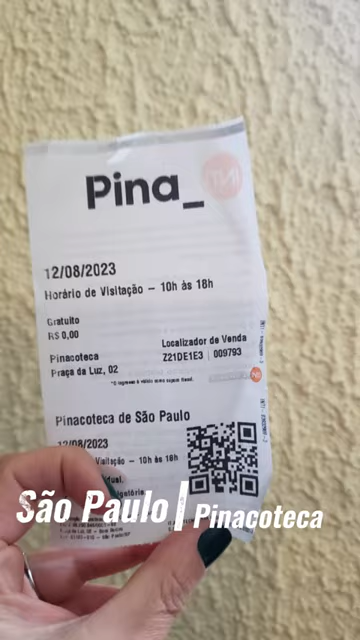 Pina_
12/08/2023
Horário de Visitação – 10h às 18h
Gratuito
R$ 0,00
Localizador de Venda
Pinacoteca
Z21DE1E3 | 009793
Praça da Luz, 02
Pinacoteca de São Paulo
12/08/2023
Visitação – 10h às 18h
São Paulo | Pinacoteca